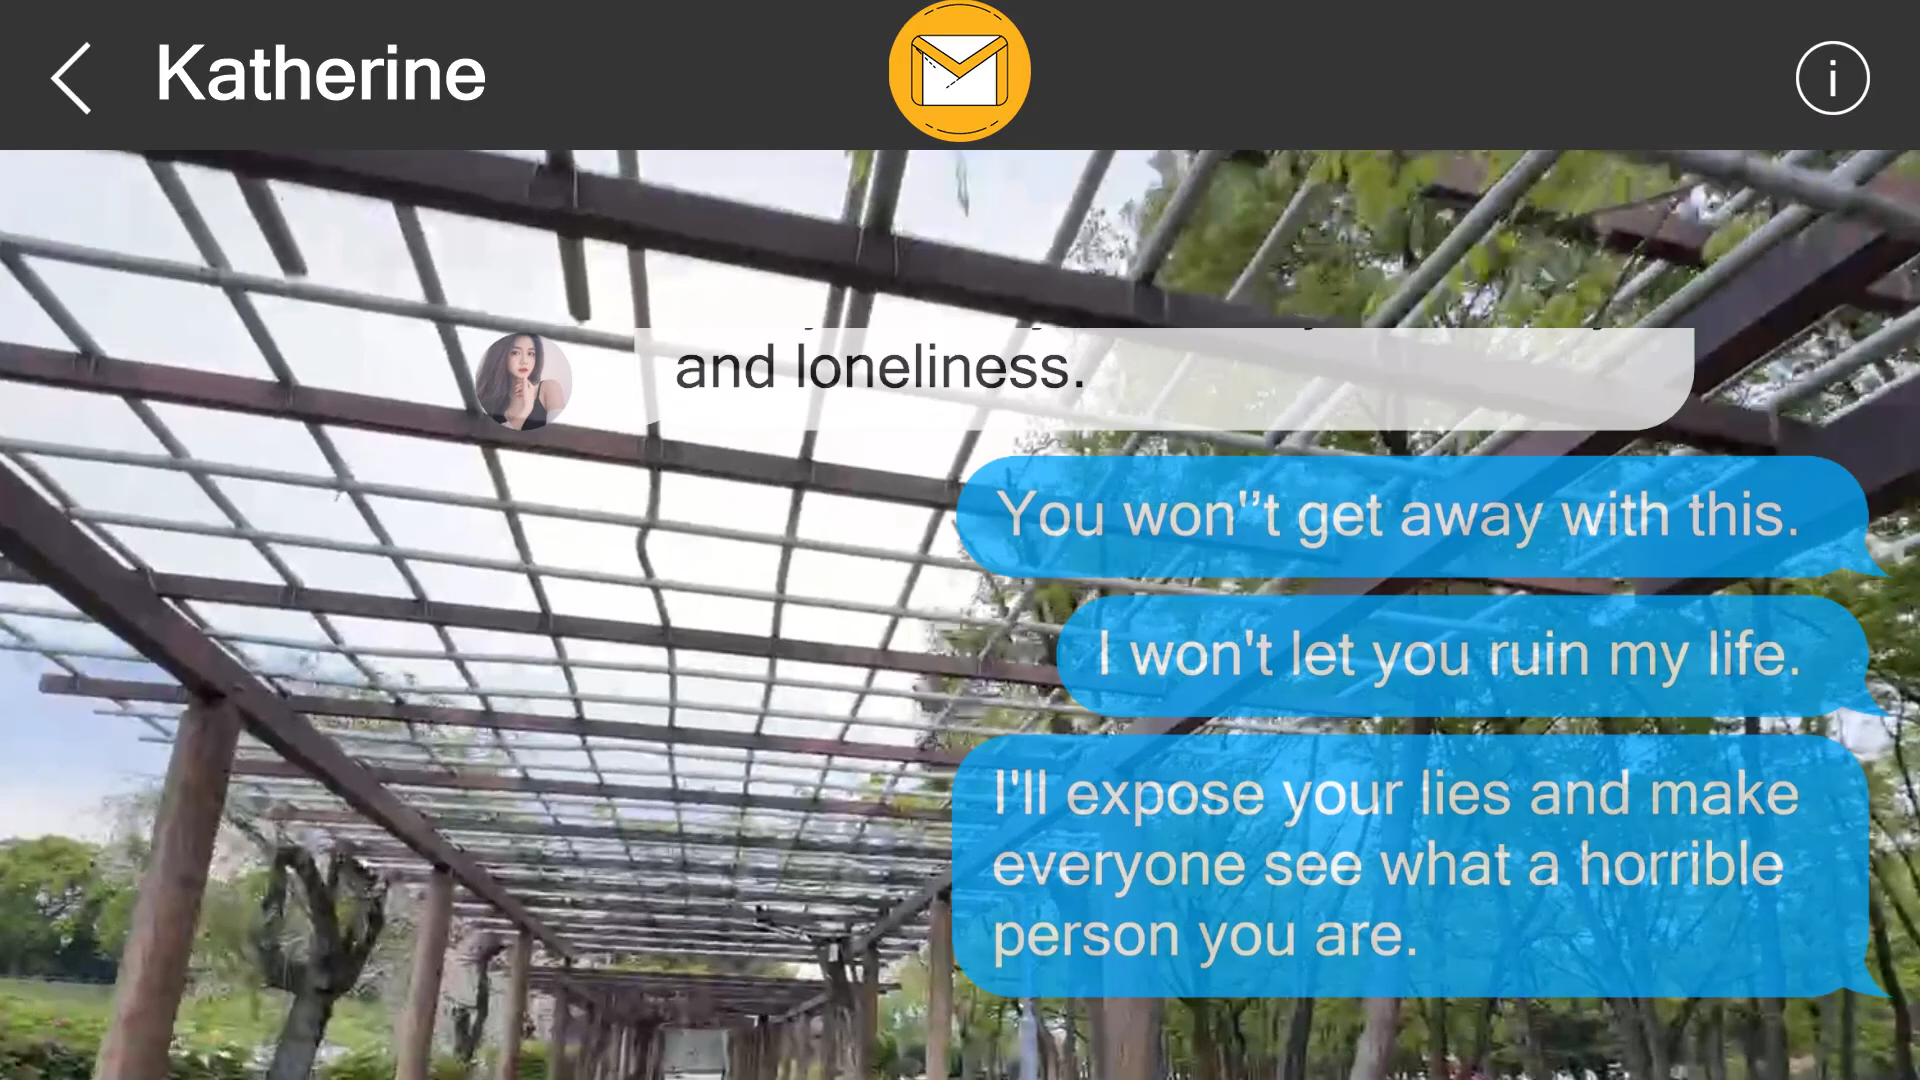 Katherine
and loneliness.
You won''t get away with this.
I won't let you ruin my life.
I'll expose your lies and make
everyone see what a horrible
person you are.